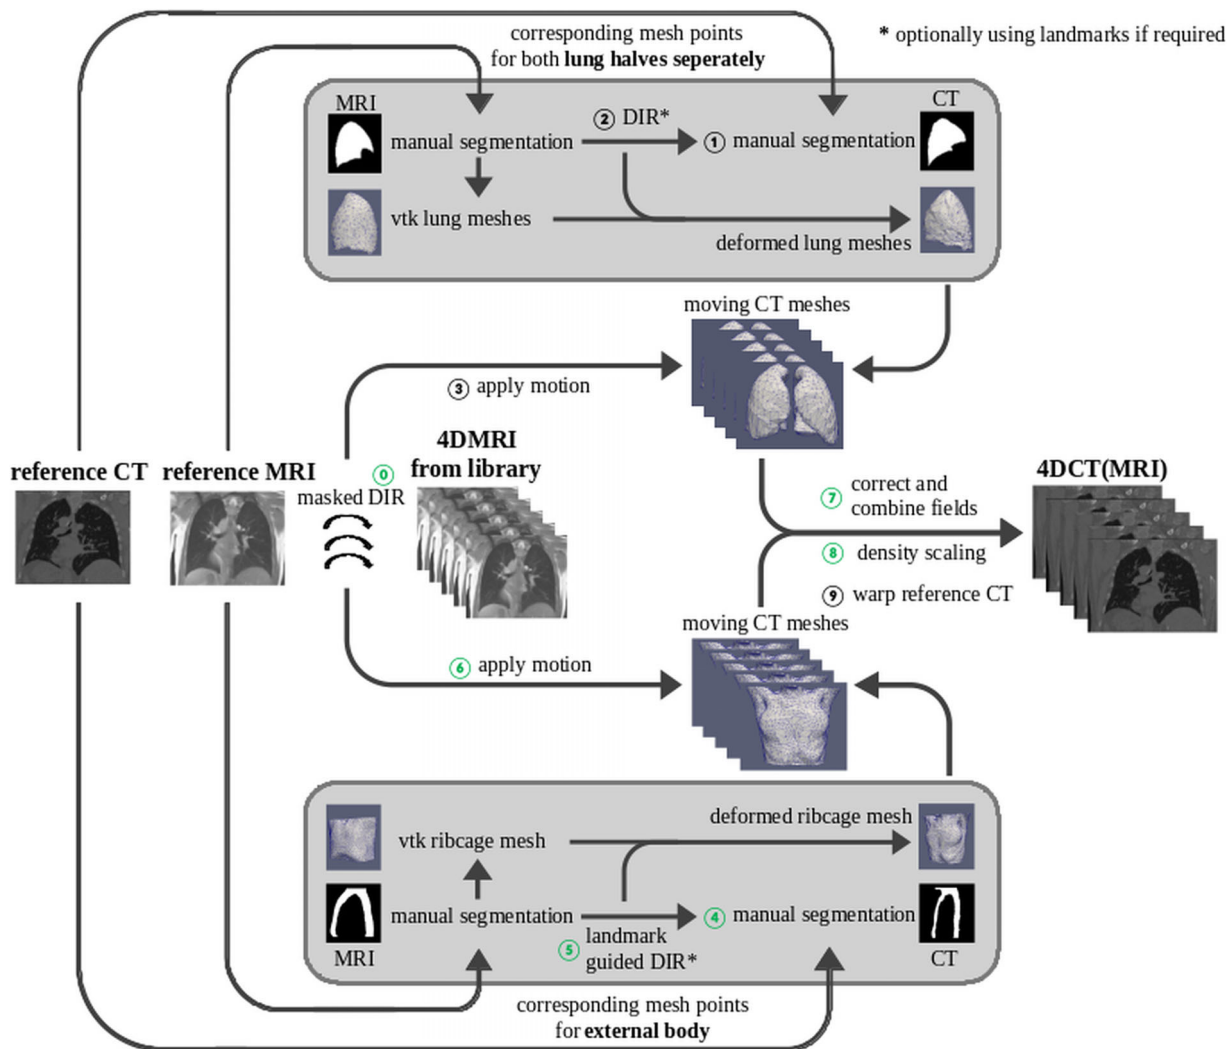 corresponding mesh points
for both lung halves seperately
* optionally using landmarks if required
MRI
CT
② DIR*
manual segmentation
① manual segmentation
vtk lung meshes
deformed lung meshes
moving CT meshes
③ apply motion
4DMRI
from library
reference CT
reference MRI
⓪
masked DIR
4DCT(MRI)
⑦ correct and
combine fields
⑧ density scaling
⑨ warp reference CT
moving CT meshes
⑥ apply motion
deformed ribcage mesh
vtk ribcage mesh
manual segmentation
④ manual segmentation
⑤ landmark
guided DIR*
MRI
CT
corresponding mesh points
for external body